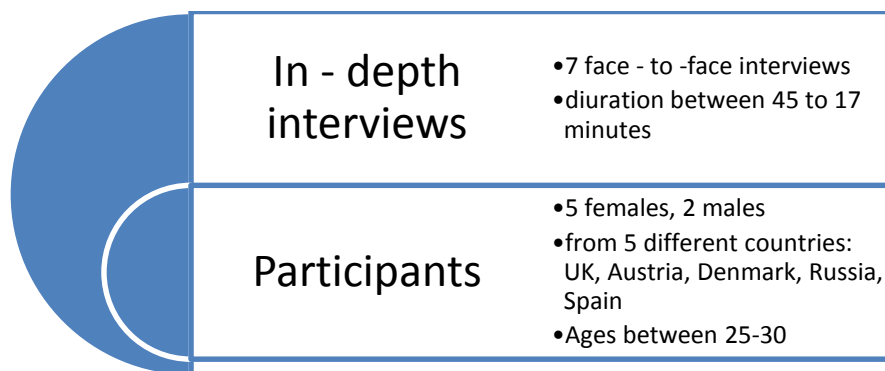 In - depth
interviews
•7 face - to -face interviews
•diuration between 45 to 17
minutes
Participants
•5 females, 2 males
•from 5 different countries:
UK, Austria, Denmark, Russia,
Spain
•Ages between 25-30